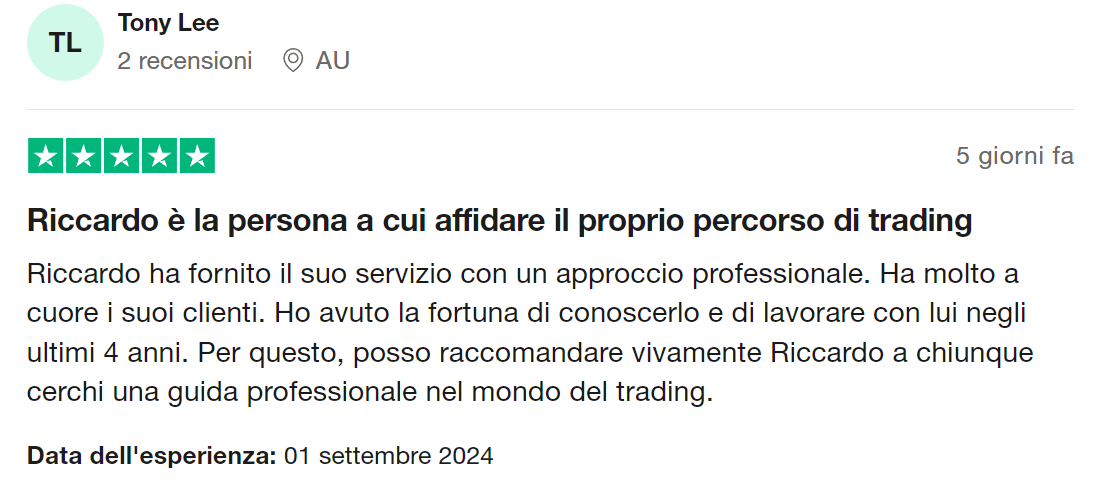 TL
Tony Lee
2 recensioni AU
5 giorni fa
Riccardo è la persona a cui affidare il proprio percorso di trading
Riccardo ha fornito il suo servizio con un approccio professionale. Ha molto a
cuore i suoi clienti. Ho avuto la fortuna di conoscerlo e di lavorare con lui negli
ultimi 4 anni. Per questo, posso raccomandare vivamente Riccardo a chiunque
cerchi una guida professionale nel mondo del trading.
Data dell'esperienza: 01 settembre 2024